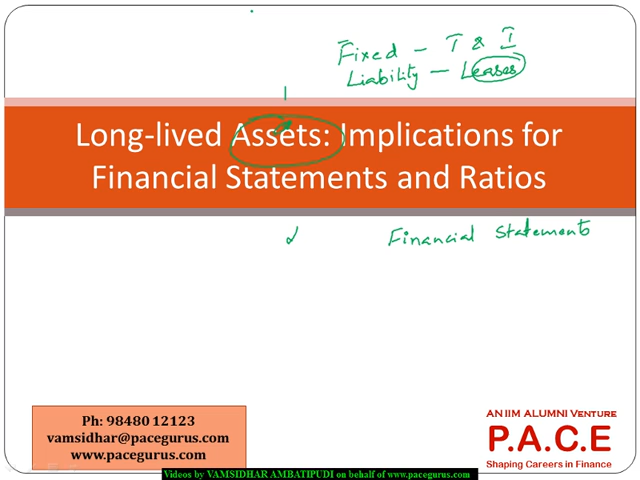 Fixed - T & I
Liability - Leases
Long-lived Assets: Implications for
Financial Statements and Ratios
Financial Statements
Ph: 98480 12123
vamsidhar@pacegurus.com
www.pacegurus.com
AN IIM ALUMNI VENTURE
P.A.C.E
Shaping Careers in Finance
Videos by VAMSIDHAR AMBATIPUDI on behalf of www.pacegurus.com